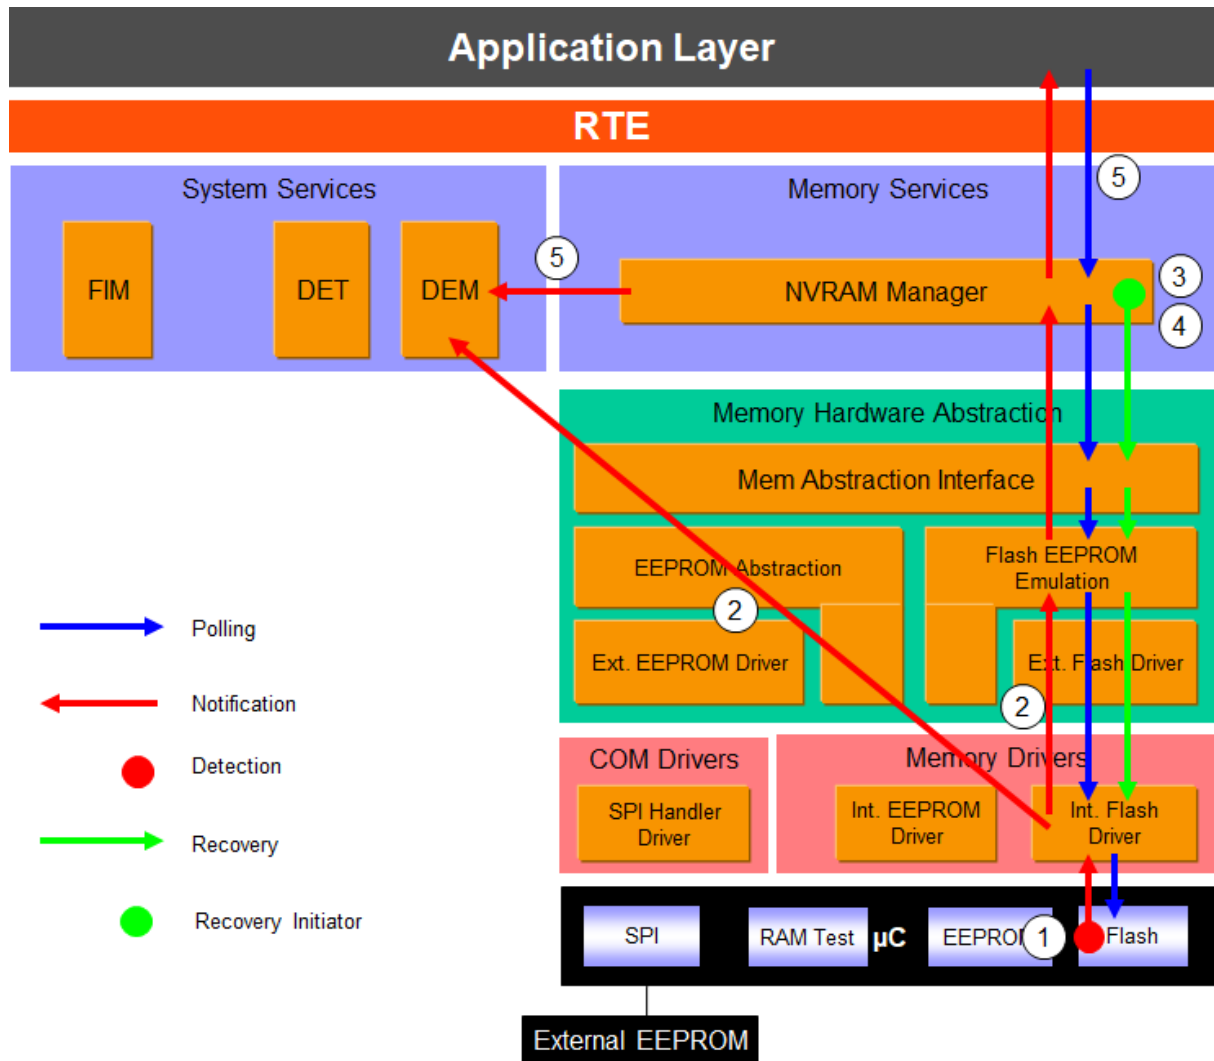 Application Layer
RTE
System Services
Memory Services
5
5
FIM
DET
DEM
NVRAM Manager
3
4
Memory Hardware Abstraction
Mem Abstraction Interface
EEPROM Abstraction
Flash EEPROM
Emulation
2
Ext. EEPROM Driver
Ext. Flash Driver
2
Polling
Notification
Detection
Recovery
Recovery Initiator
COM Drivers
Memory Drivers
SPI Handler
Driver
Int. EEPROM
Driver
Int. Flash
Driver
SPI
RAM Test
µC
EEPROM
1
Flash
External EEPROM